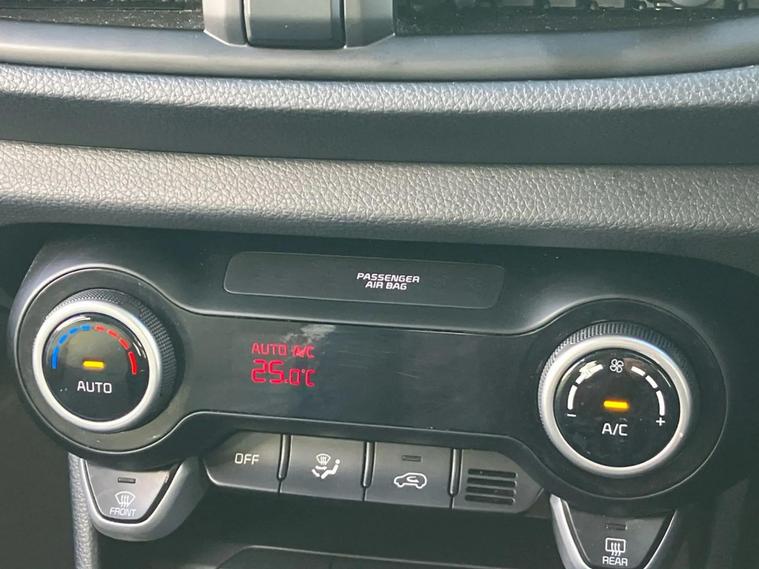 PASSENGER
AIR BAG
AUTO A/C
25.0°C
AUTO
− +
A/C
OFF
FRONT
REAR